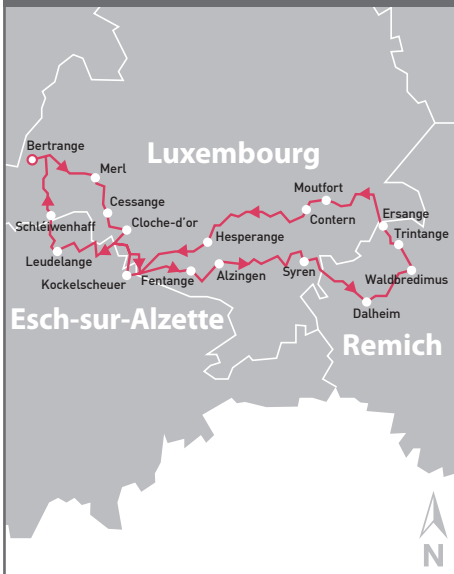 Bertrange
Luxembourg
Merl
Moutfort
Cessange
Contern
Ersange
Schleiwenhaff
Cloche-d'or
Trintange
Hesperange
Leudelange
Alzingen
Syren
Waldbredimus
Kockelscheuer
Fentange
Dalheim
Esch-sur-Alzette
Remich
N